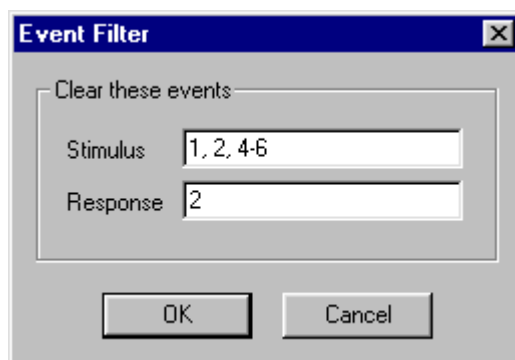 Event Filter
Clear these events
Stimulus 1, 2, 4-6
Response 2
OK Cancel